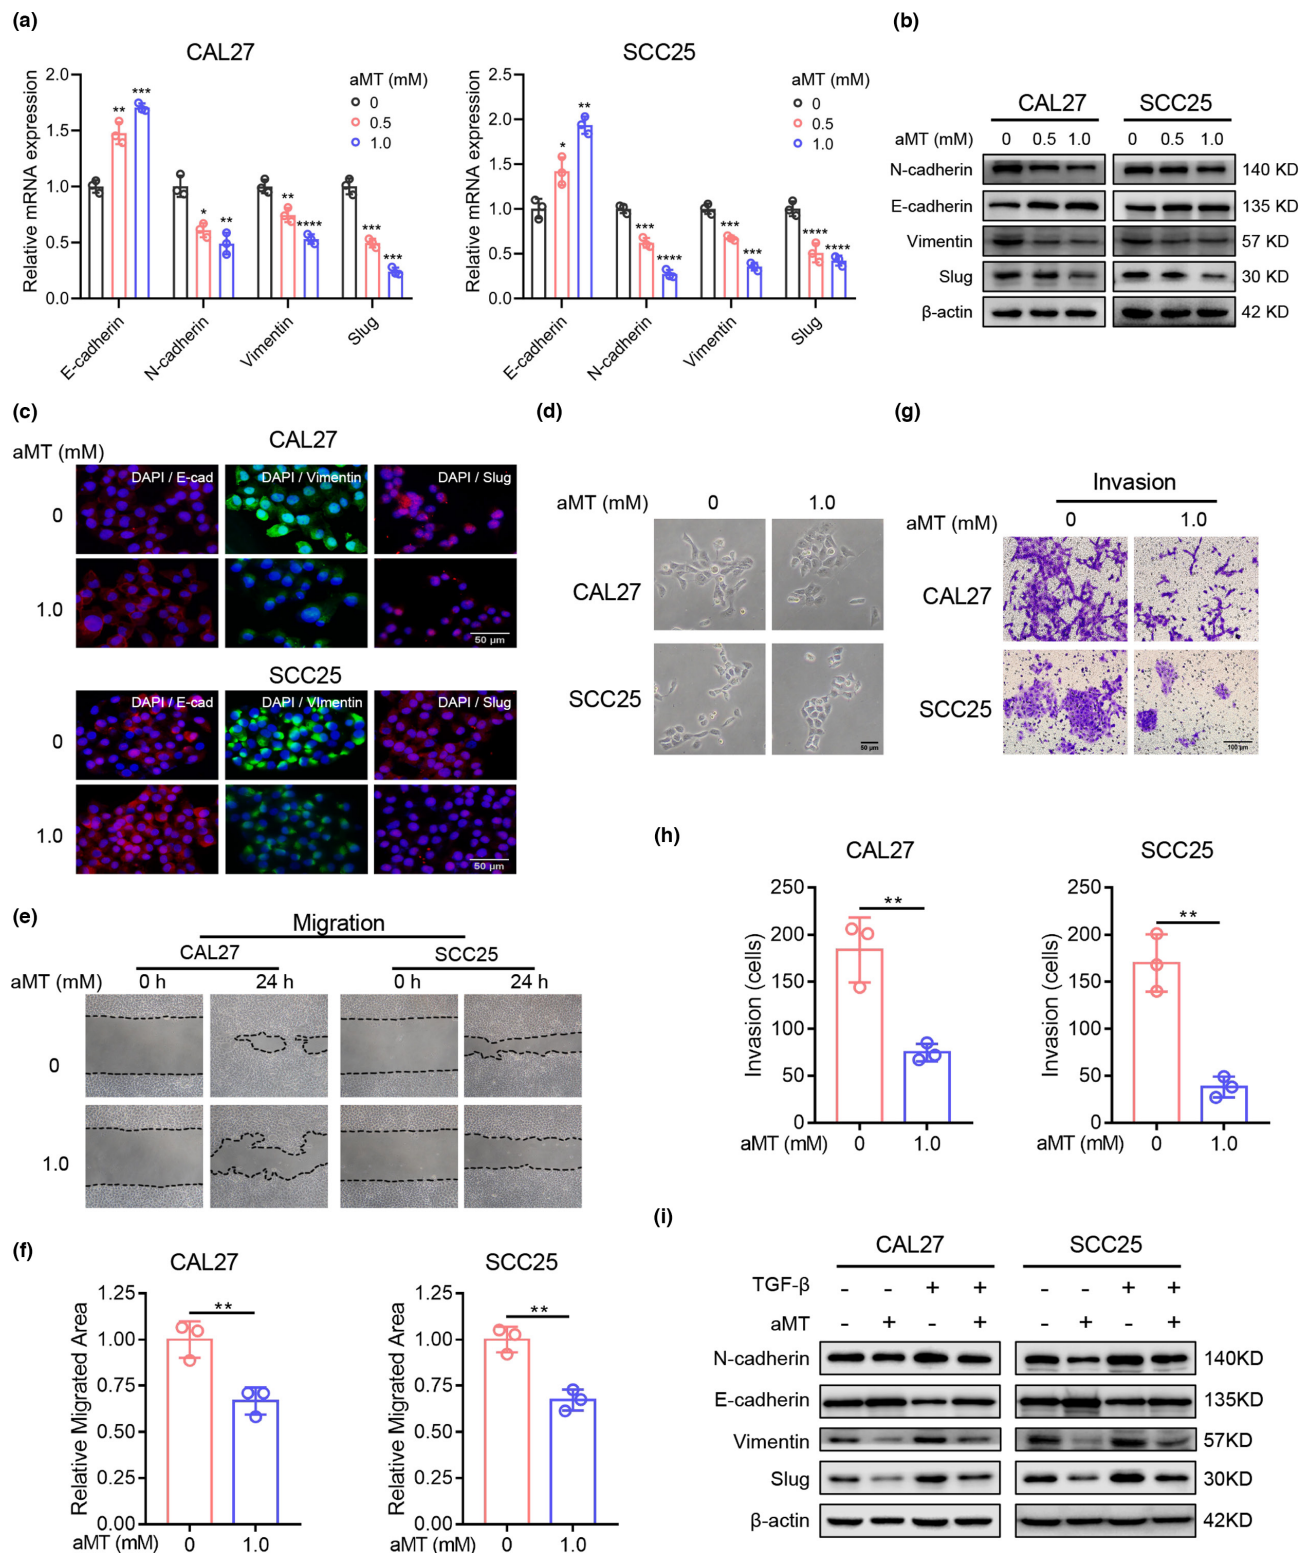 (a)
CAL27
Relative mRNA expression
2.0
1.5
1.0
0.5
0.0
aMT (mM)
0
0.5
1.0
** ***
* **
** ****
*** ***
E-cadherin
N-cadherin
Vimentin
Slug
SCC25
Relative mRNA expression
2.5
2.0
1.5
1.0
0.5
0.0
aMT (mM)
0
0.5
1.0
* **
*** ****
*** ***
**** ****
E-cadherin
N-cadherin
Vimentin
Slug
(b)
CAL27 SCC25
aMT (mM) 0 0.5 1.0 0 0.5 1.0
N-cadherin 140 KD
E-cadherin 135 KD
Vimentin 57 KD
Slug 30 KD
β-actin 42 KD
(c)
CAL27
aMT (mM)
DAPI / E-cad DAPI / Vimentin DAPI / Slug
0
1.0
50 µm
SCC25
DAPI / E-cad DAPI / VImentin DAPI / Slug
0
1.0
50 µm
(d)
aMT (mM) 0 1.0
CAL27
SCC25
50 µm
(g)
Invasion
aMT (mM) 0 1.0
CAL27
SCC25
100 µm
(e)
Migration
CAL27 SCC25
aMT (mM) 0 h 24 h 0 h 24 h
0
1.0
(f)
CAL27
Relative Migrated Area
1.25
1.00
0.75
0.50
0.25
0.00
**
aMT (mM) 0 1.0
SCC25
Relative Migrated Area
1.25
1.00
0.75
0.50
0.25
0.00
**
aMT (mM) 0 1.0
(h)
CAL27
Invasion (cells)
250
200
150
100
50
0
**
aMT (mM) 0 1.0
SCC25
Invasion (cells)
250
200
150
100
50
0
**
aMT (mM) 0 1.0
(i)
CAL27 SCC25
TGF-β - - + + - - + +
aMT - + - + - + - +
N-cadherin 140KD
E-cadherin 135KD
Vimentin 57KD
Slug 30KD
β-actin 42KD